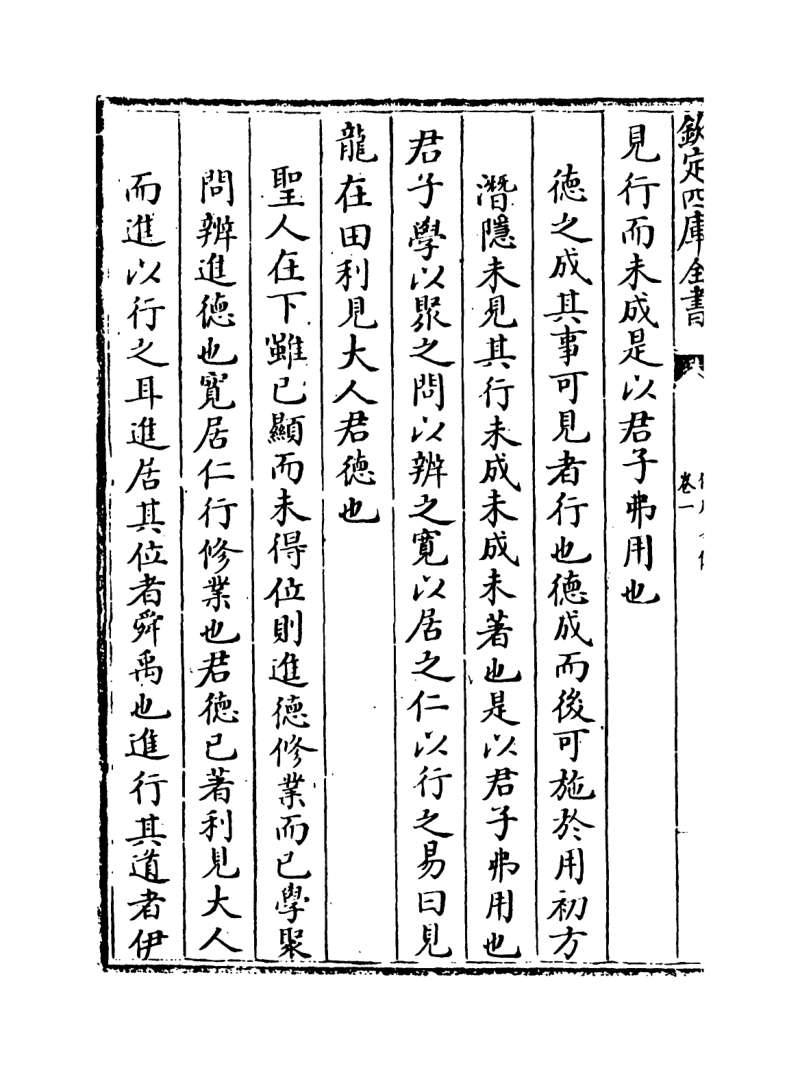 欽定四庫全書
卷一
見行而未成是以君子弗用也
德之成其事可見者行也德成而後可施於用初方
潛隱未見其行未成未成未著也是以君子弗用也
君子學以聚之問以辨之寛以居之仁以行之易曰見
龍在田利見大人君德也
聖人在下雖已顯而未得位則進德修業而已學聚
問辨進德也寛居仁行修業也君德已著利見大人
而進以行之耳進居其位者舜禹也進行其道者伊